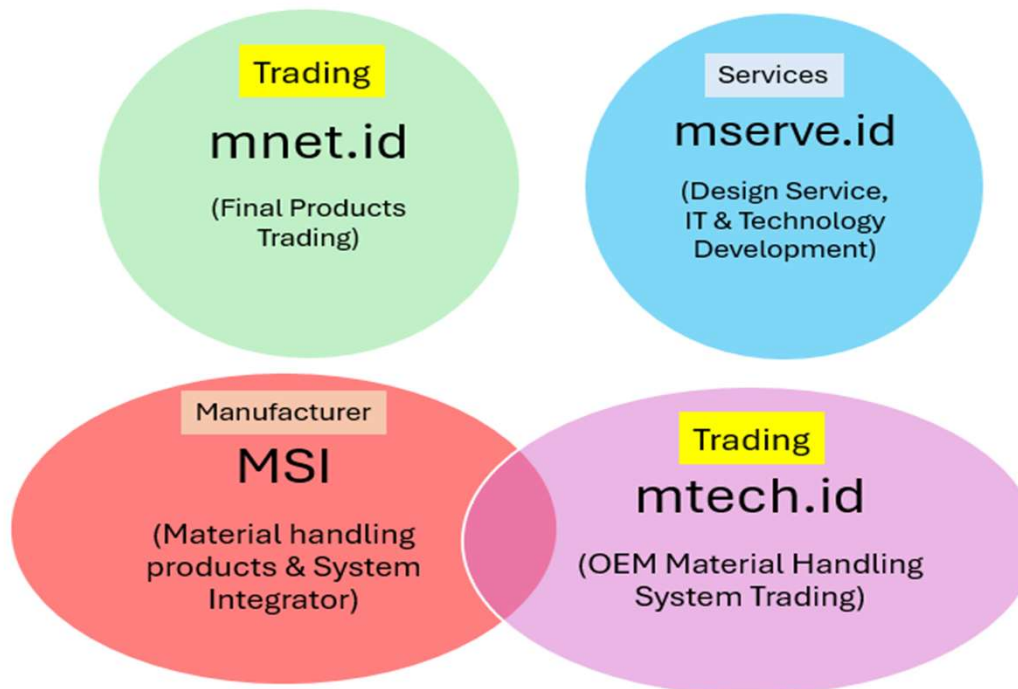 Trading
mnet.id
(Final Products
Trading)
Services
mserve.id
(Design Service,
IT & Technology
Development)
Manufacturer
MSI
(Material handling
products & System
Integrator)
Trading
mtech.id
(OEM Material Handling
System Trading)